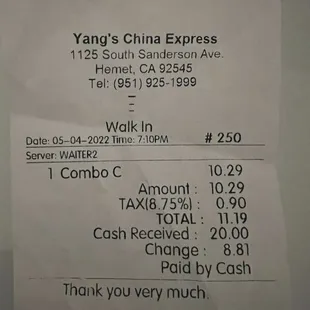 Yang's China Express
1125 South Sanderson Ave.
Hemet, CA 92545
Tel: (951) 925-1999
Walk In
Date: 05-04-2022 Time: 7:10PM # 250
Server: WAITER2
1 Combo C 10.29
Amount : 10.29
TAX(8.75%) : 0.90
TOTAL : 11.19
Cash Received : 20.00
Change : 8.81
Paid by Cash
Thank you very much.